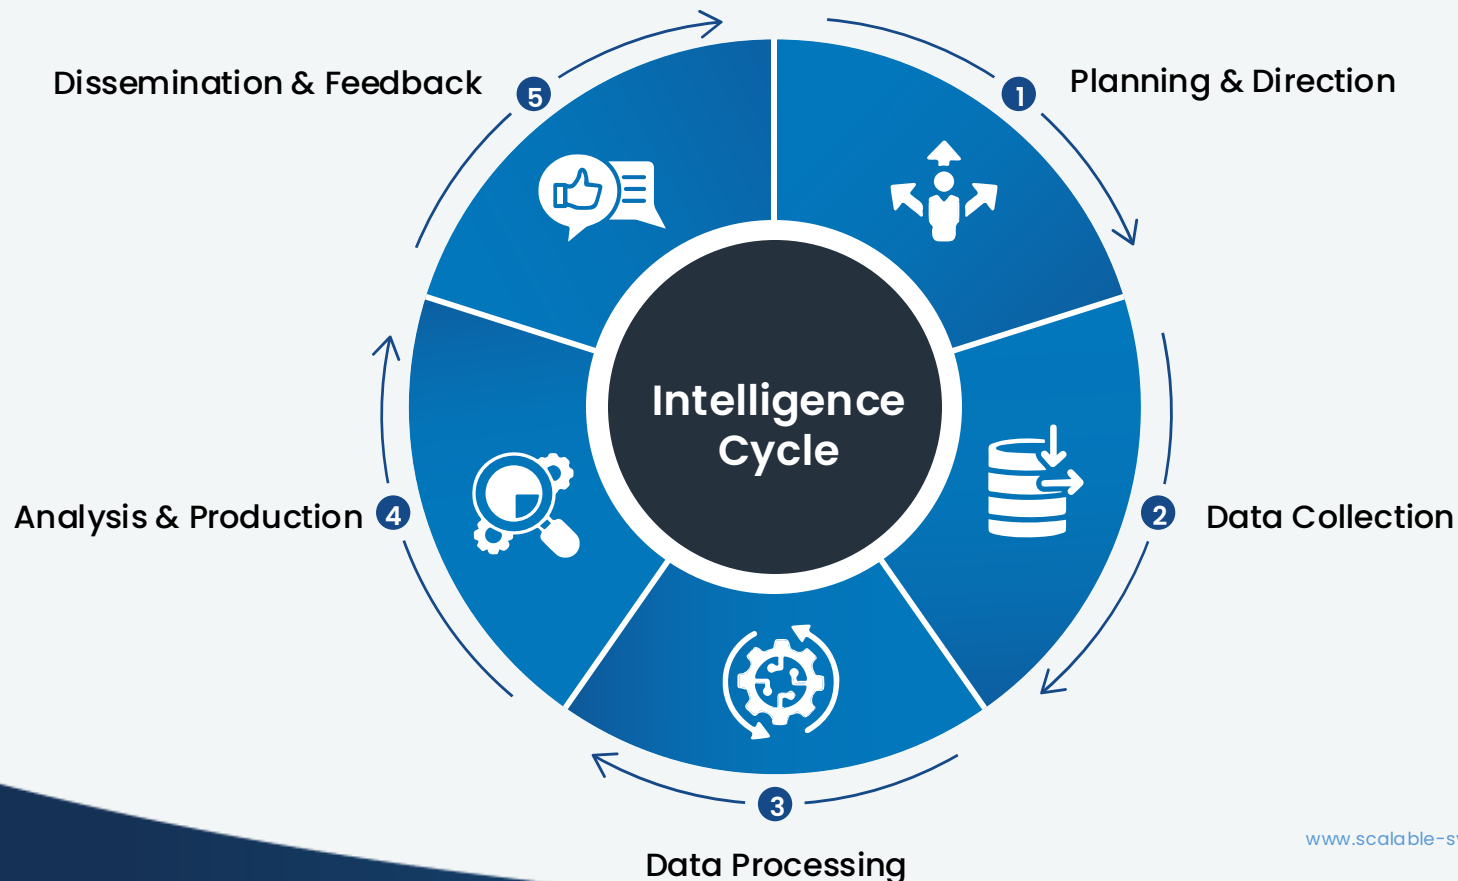 Dissemination & Feedback
5
1
Planning & Direction
Intelligence
Cycle
Analysis & Production
4
2
Data Collection
3
www.scalable-s
Data Processing